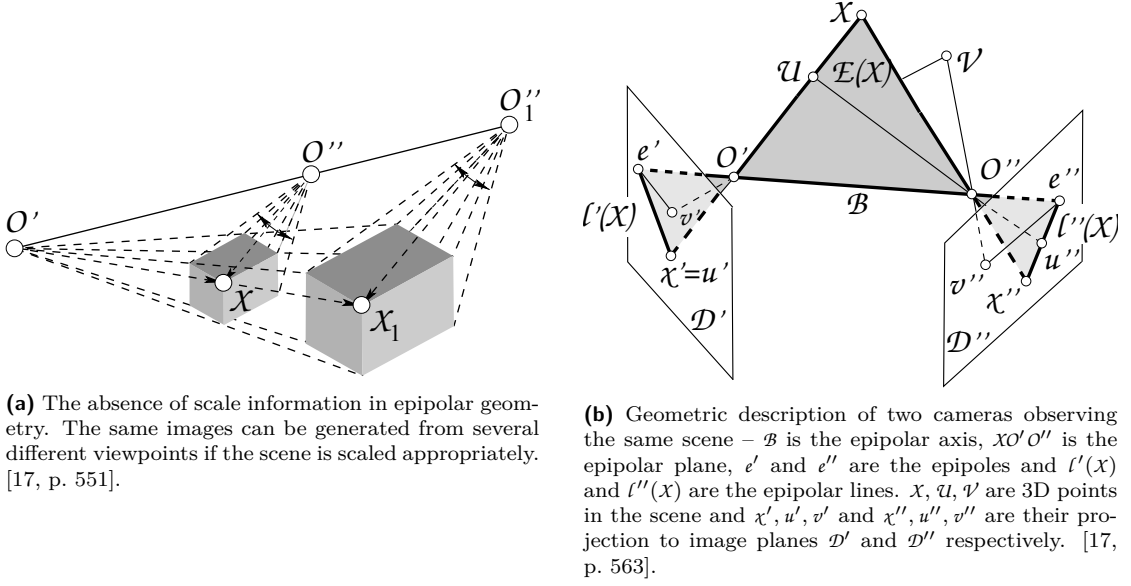 O'
O''
O''₁
X
X₁
(a) The absence of scale information in epipolar geom-
etry. The same images can be generated from several
different viewpoints if the scene is scaled appropriately.
[17, p. 551].
X
U
E(X)
V
e'
O'
O''
e''
B
l'(X)
v'
l''(X)
χ'=u'
u''
v''
χ''
D'
D''
(b) Geometric description of two cameras observing
the same scene – B is the epipolar axis, XO'O'' is the
epipolar plane, e' and e'' are the epipoles and l'(X)
and l''(X) are the epipolar lines. X, U, V are 3D points
in the scene and χ', u', v' and χ'', u'', v'' are their pro-
jection to image planes D' and D'' respectively. [17,
p. 563].